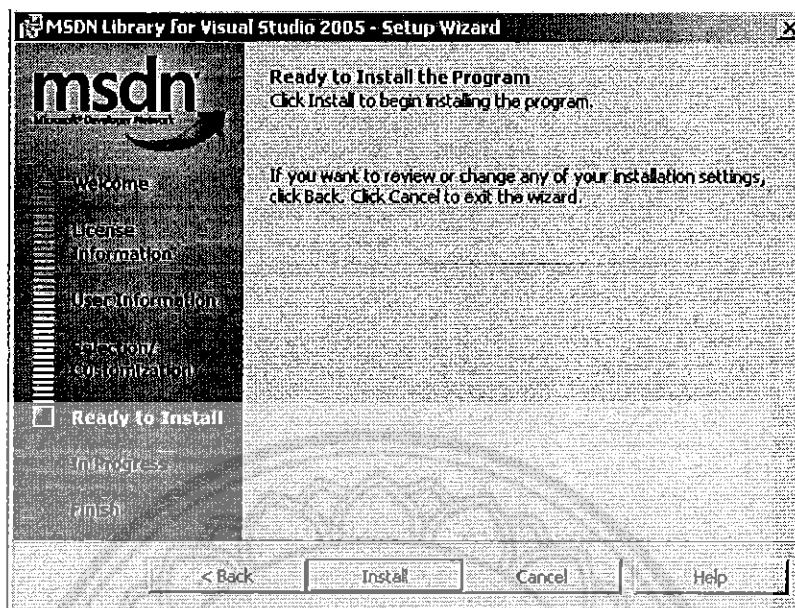 MSDN Library for Visual Studio 2005 - Setup Wizard
msdn
Microsoft Developer Network
Ready to Install the Program
Click Install to begin installing the program.
If you want to review or change any of your installation settings,
click Back. Click Cancel to exit the wizard.
Welcome
License
Information
User Information
Selection/
Customization
Ready to Install
In Progress
Finish
< Back
Install
Cancel
Help